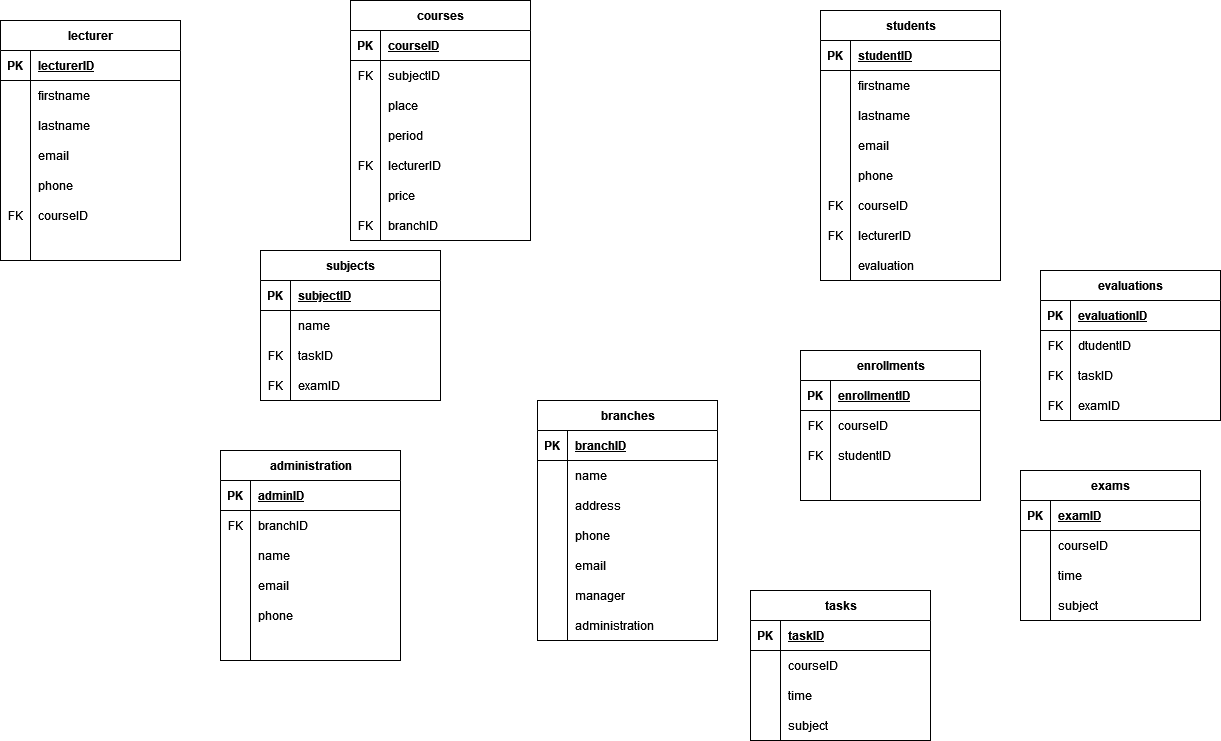 lecturer
PK lecturerID
firstname
lastname
email
phone
FK courseID
courses
PK courseID
FK subjectID
place
period
FK lecturerID
price
FK branchID
students
PK studentID
firstname
lastname
email
phone
FK courseID
FK lecturerID
evaluation
subjects
PK subjectID
name
FK taskID
FK examID
evaluations
PK evaluationID
FK dtudentID
FK taskID
FK examID
enrollments
PK enrollmentID
FK courseID
FK studentID
branches
PK branchID
name
address
phone
email
manager
administration
administration
PK adminID
FK branchID
name
email
phone
exams
PK examID
courseID
time
subject
tasks
PK taskID
courseID
time
subject